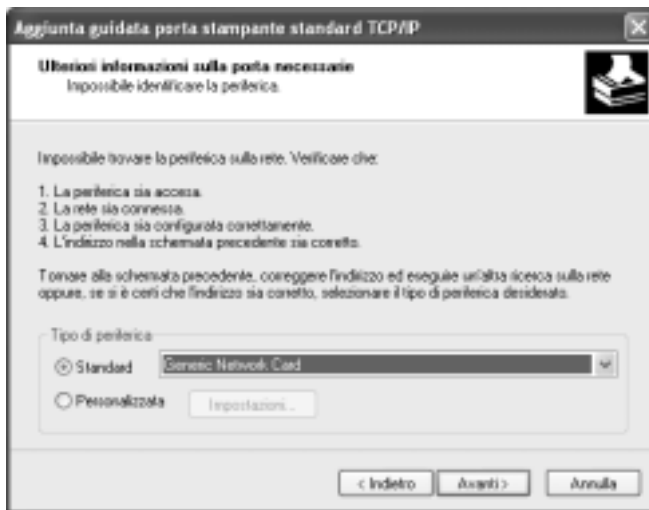 Aggiunta guidata porta stampante standard TCP/IP
Ulteriori informazioni sulla porta necessarie
Impossibile identificare la periferica.
Impossibile trovare la periferica sulla rete. Verificare che:
1. La periferica sia accesa.
2. La rete sia connessa.
3. La periferica sia configurata correttamente.
4. L'indirizzo nella schermata precedente sia corretto.
Tornare alla schermata precedente, correggere l'indirizzo ed eseguire un'altra ricerca sulla rete
oppure, se si è certi che l'indirizzo sia corretto, selezionare il tipo di periferica desiderato.
Tipo di periferica
Standard Generic Network Card
Personalizzata Impostazioni...
< Indietro Avanti > Annulla